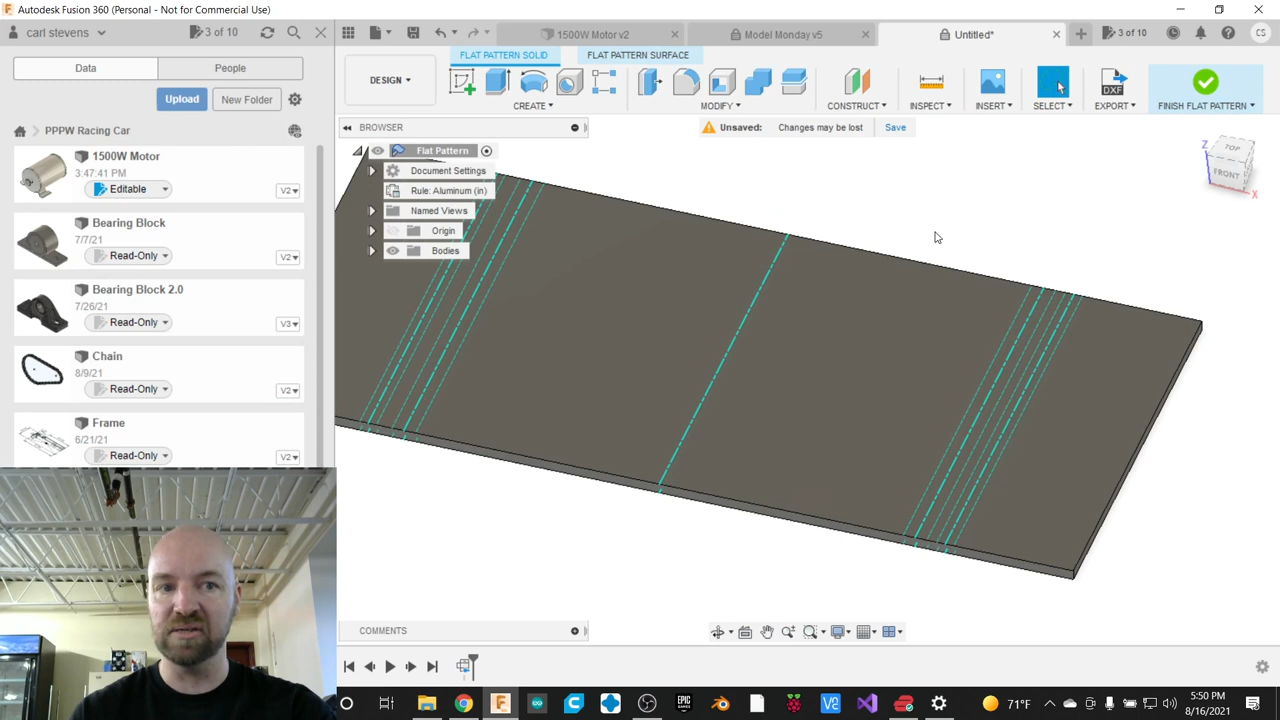 Autodesk Fusion 360 (Personal - Not for Commercial Use)
carl stevens
3 of 10
1500W Motor v2
Model Monday v5
Untitled*
3 of 10
CS
Data
People
Upload
New Folder
PPPW Racing Car
1500W Motor
3:47:41 PM
Editable
V2
Bearing Block
7/7/21
Read-Only
V2
Bearing Block 2.0
7/26/21
Read-Only
V3
Chain
8/9/21
Read-Only
V2
Frame
6/21/21
Read-Only
V2
DESIGN
FLAT PATTERN SOLID
FLAT PATTERN SURFACE
CREATE
MODIFY
CONSTRUCT
INSPECT
INSERT
SELECT
DXF
EXPORT
FINISH FLAT PATTERN
BROWSER
Unsaved: Changes may be lost Save
Flat Pattern
Document Settings
Rule: Aluminum (in)
Named Views
Origin
Bodies
Z
TOP
FRONT
X
COMMENTS
EPIC GAMES
71°F
5:50 PM
8/16/2021